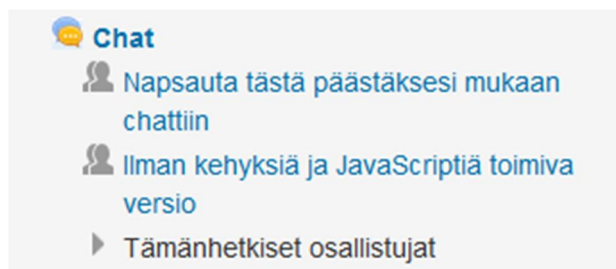 Chat
Napsauta tästä päästäksesi mukaan
chattiin
Ilman kehyksiä ja JavaScriptiä toimiva
versio
Tämänhetkiset osallistujat